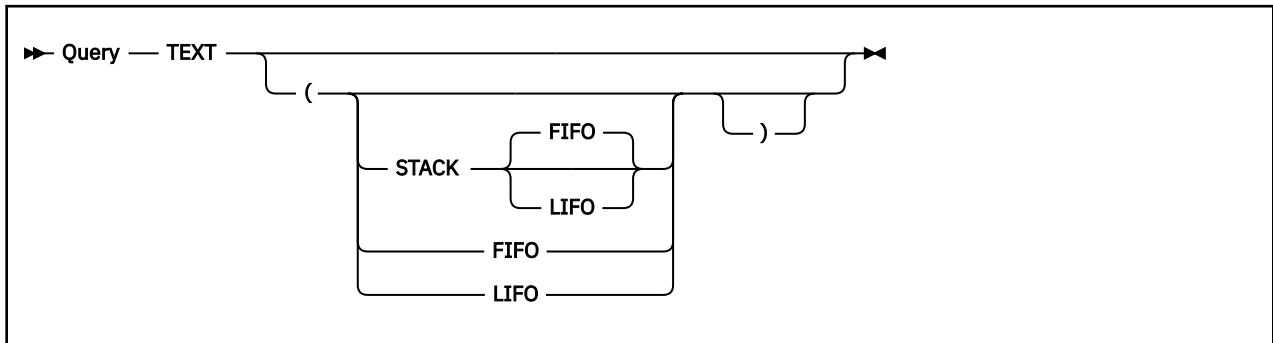 Query TEXT
(
)
FIFO
STACK
LIFO
FIFO
LIFO